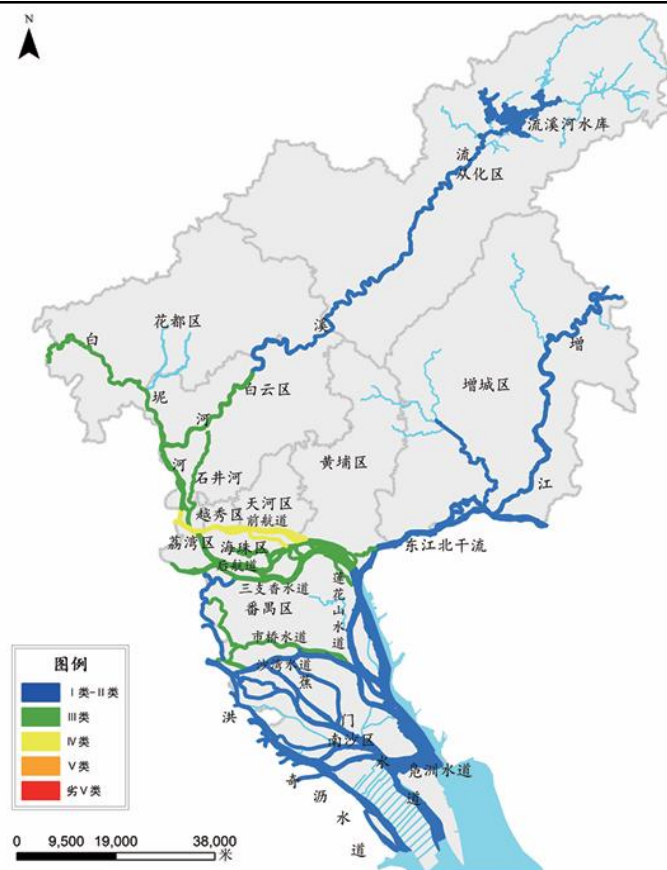 N
流溪河水库
流
从化区
花都区
溪
白
增
白云区
增城区
坭
河
黄埔区
河
石井河
江
天河区
越秀区
前航道
东江北干流
荔湾区
海珠区
后航道
三支香水道
莲花山水道
番禺区
市桥水道
沙湾水道
蕉
图例
Ⅰ类-Ⅱ类
Ⅲ类
Ⅳ类
Ⅴ类
劣Ⅴ类
洪
门
南沙区
水
凫洲水道
奇
道
沥
水
道
0 9,500 19,000 38,000
米